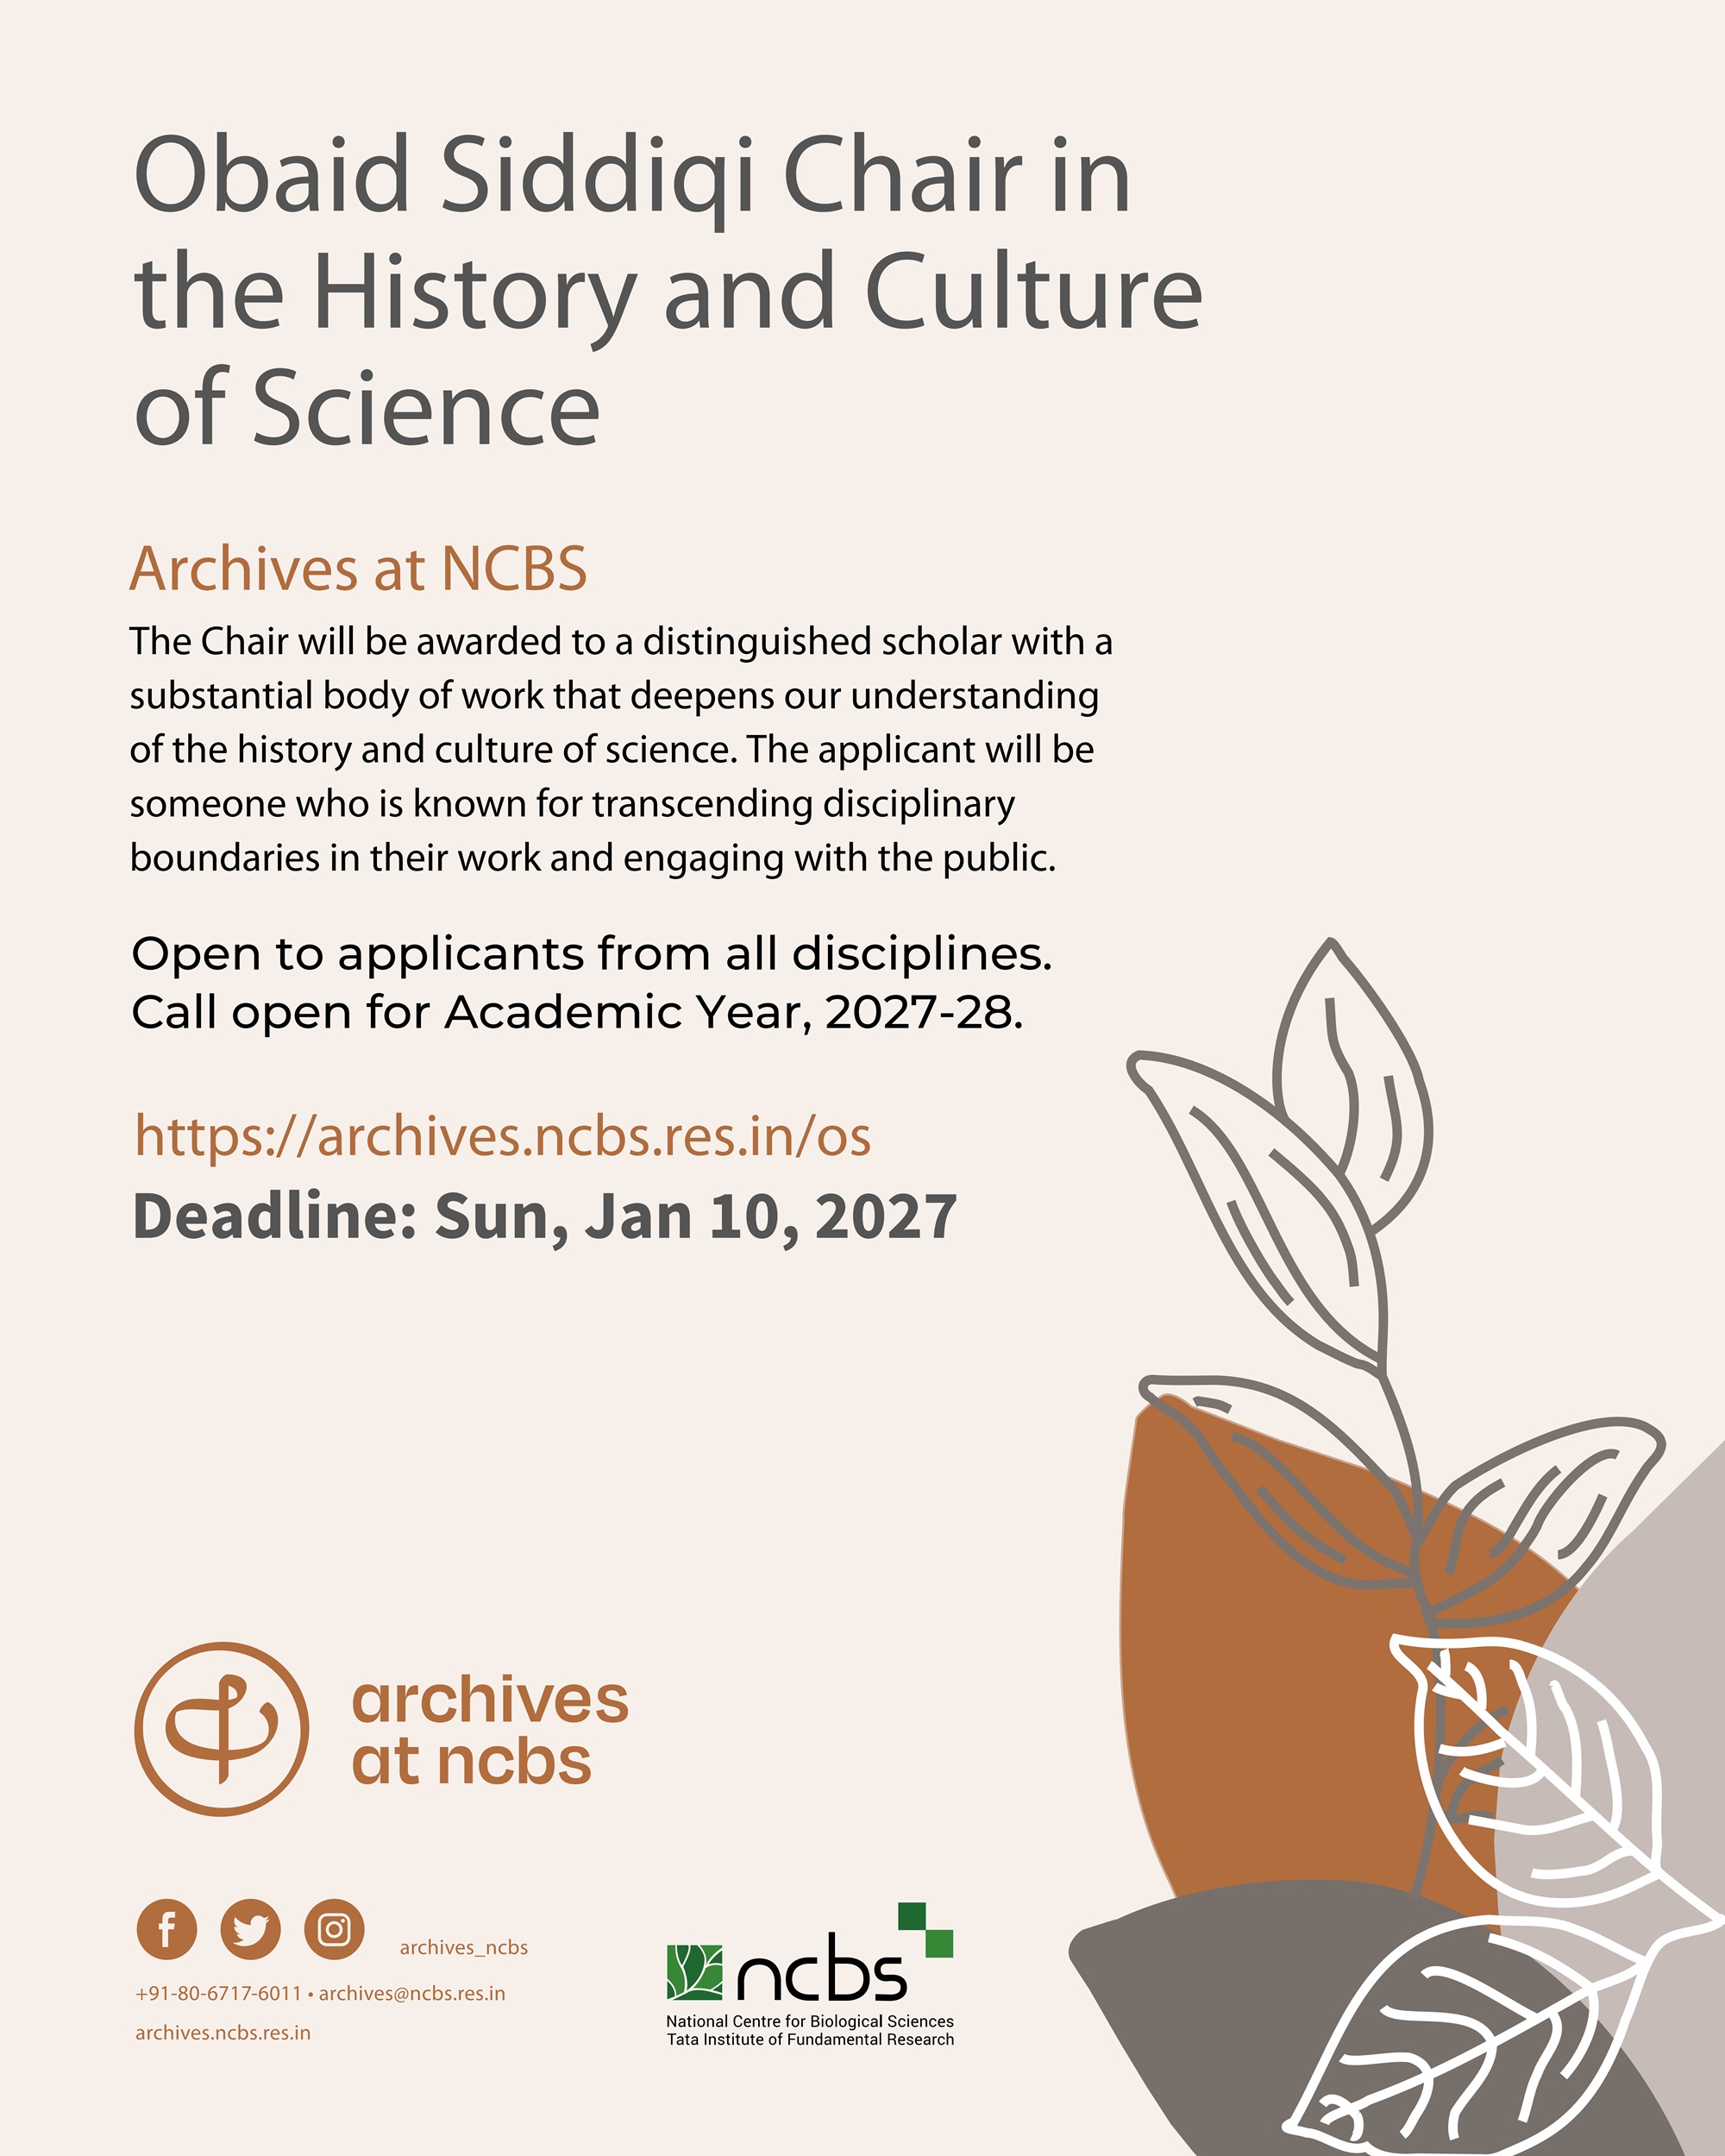 Obaid Siddiqi Chair in
the History and Culture
of Science
Archives at NCBS
The Chair will be awarded to a distinguished scholar with a
substantial body of work that deepens our understanding
of the history and culture of science. The applicant will be
someone who is known for transcending disciplinary
boundaries in their work and engaging with the public.
Open to applicants from all disciplines.
Call open for Academic Year, 2027-28.
https://archives.ncbs.res.in/os
Deadline: Sun, Jan 10, 2027
archives
at ncbs
archives_ncbs
+91-80-6717-6011 • archives@ncbs.res.in
archives.ncbs.res.in
ncbs
National Centre for Biological Sciences
Tata Institute of Fundamental Research